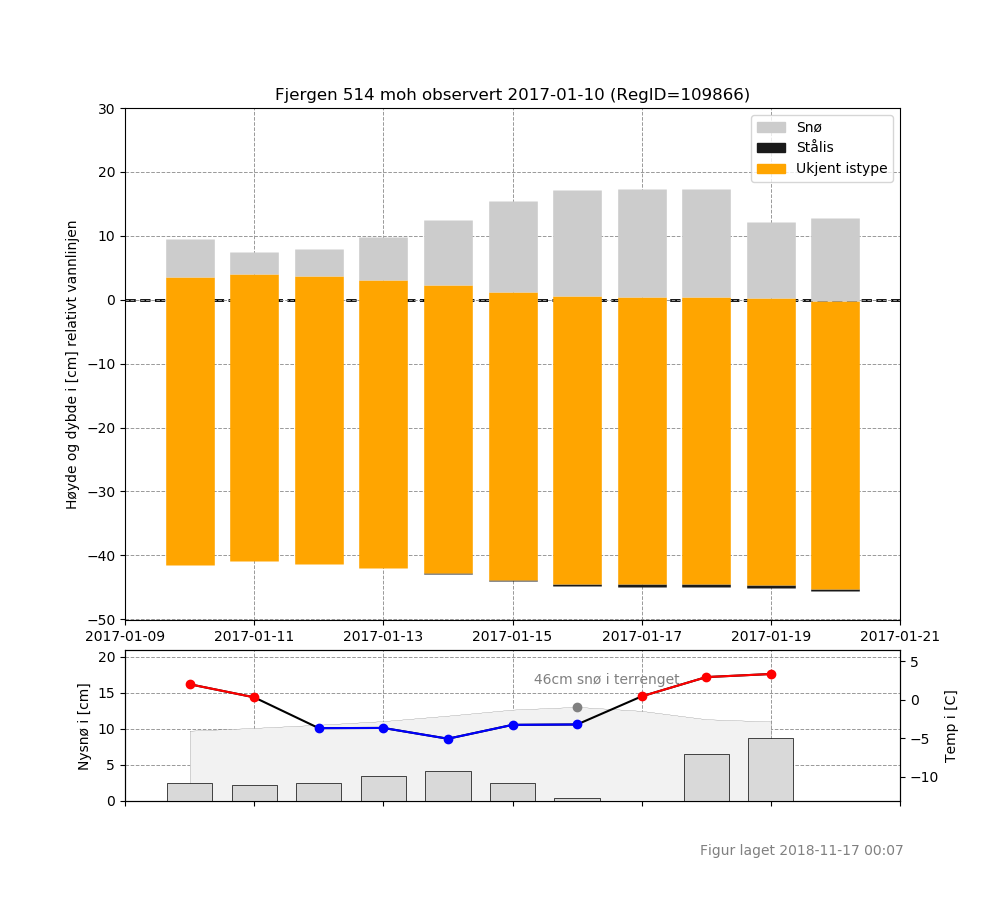 Fjergen 514 moh observert 2017-01-10 (RegID=109866)
30
20
10
0
−10
−20
−30
−40
−50
Høyde og dybde i [cm] relativt vannlinjen
Snø
Stålis
Ukjent istype
2017-01-09
2017-01-11
2017-01-13
2017-01-15
2017-01-17
2017-01-19
2017-01-21
20
15
10
5
0
Nysnø i [cm]
46cm snø i terrenget
5
0
−5
−10
Temp i [C]
Figur laget 2018-11-17 00:07